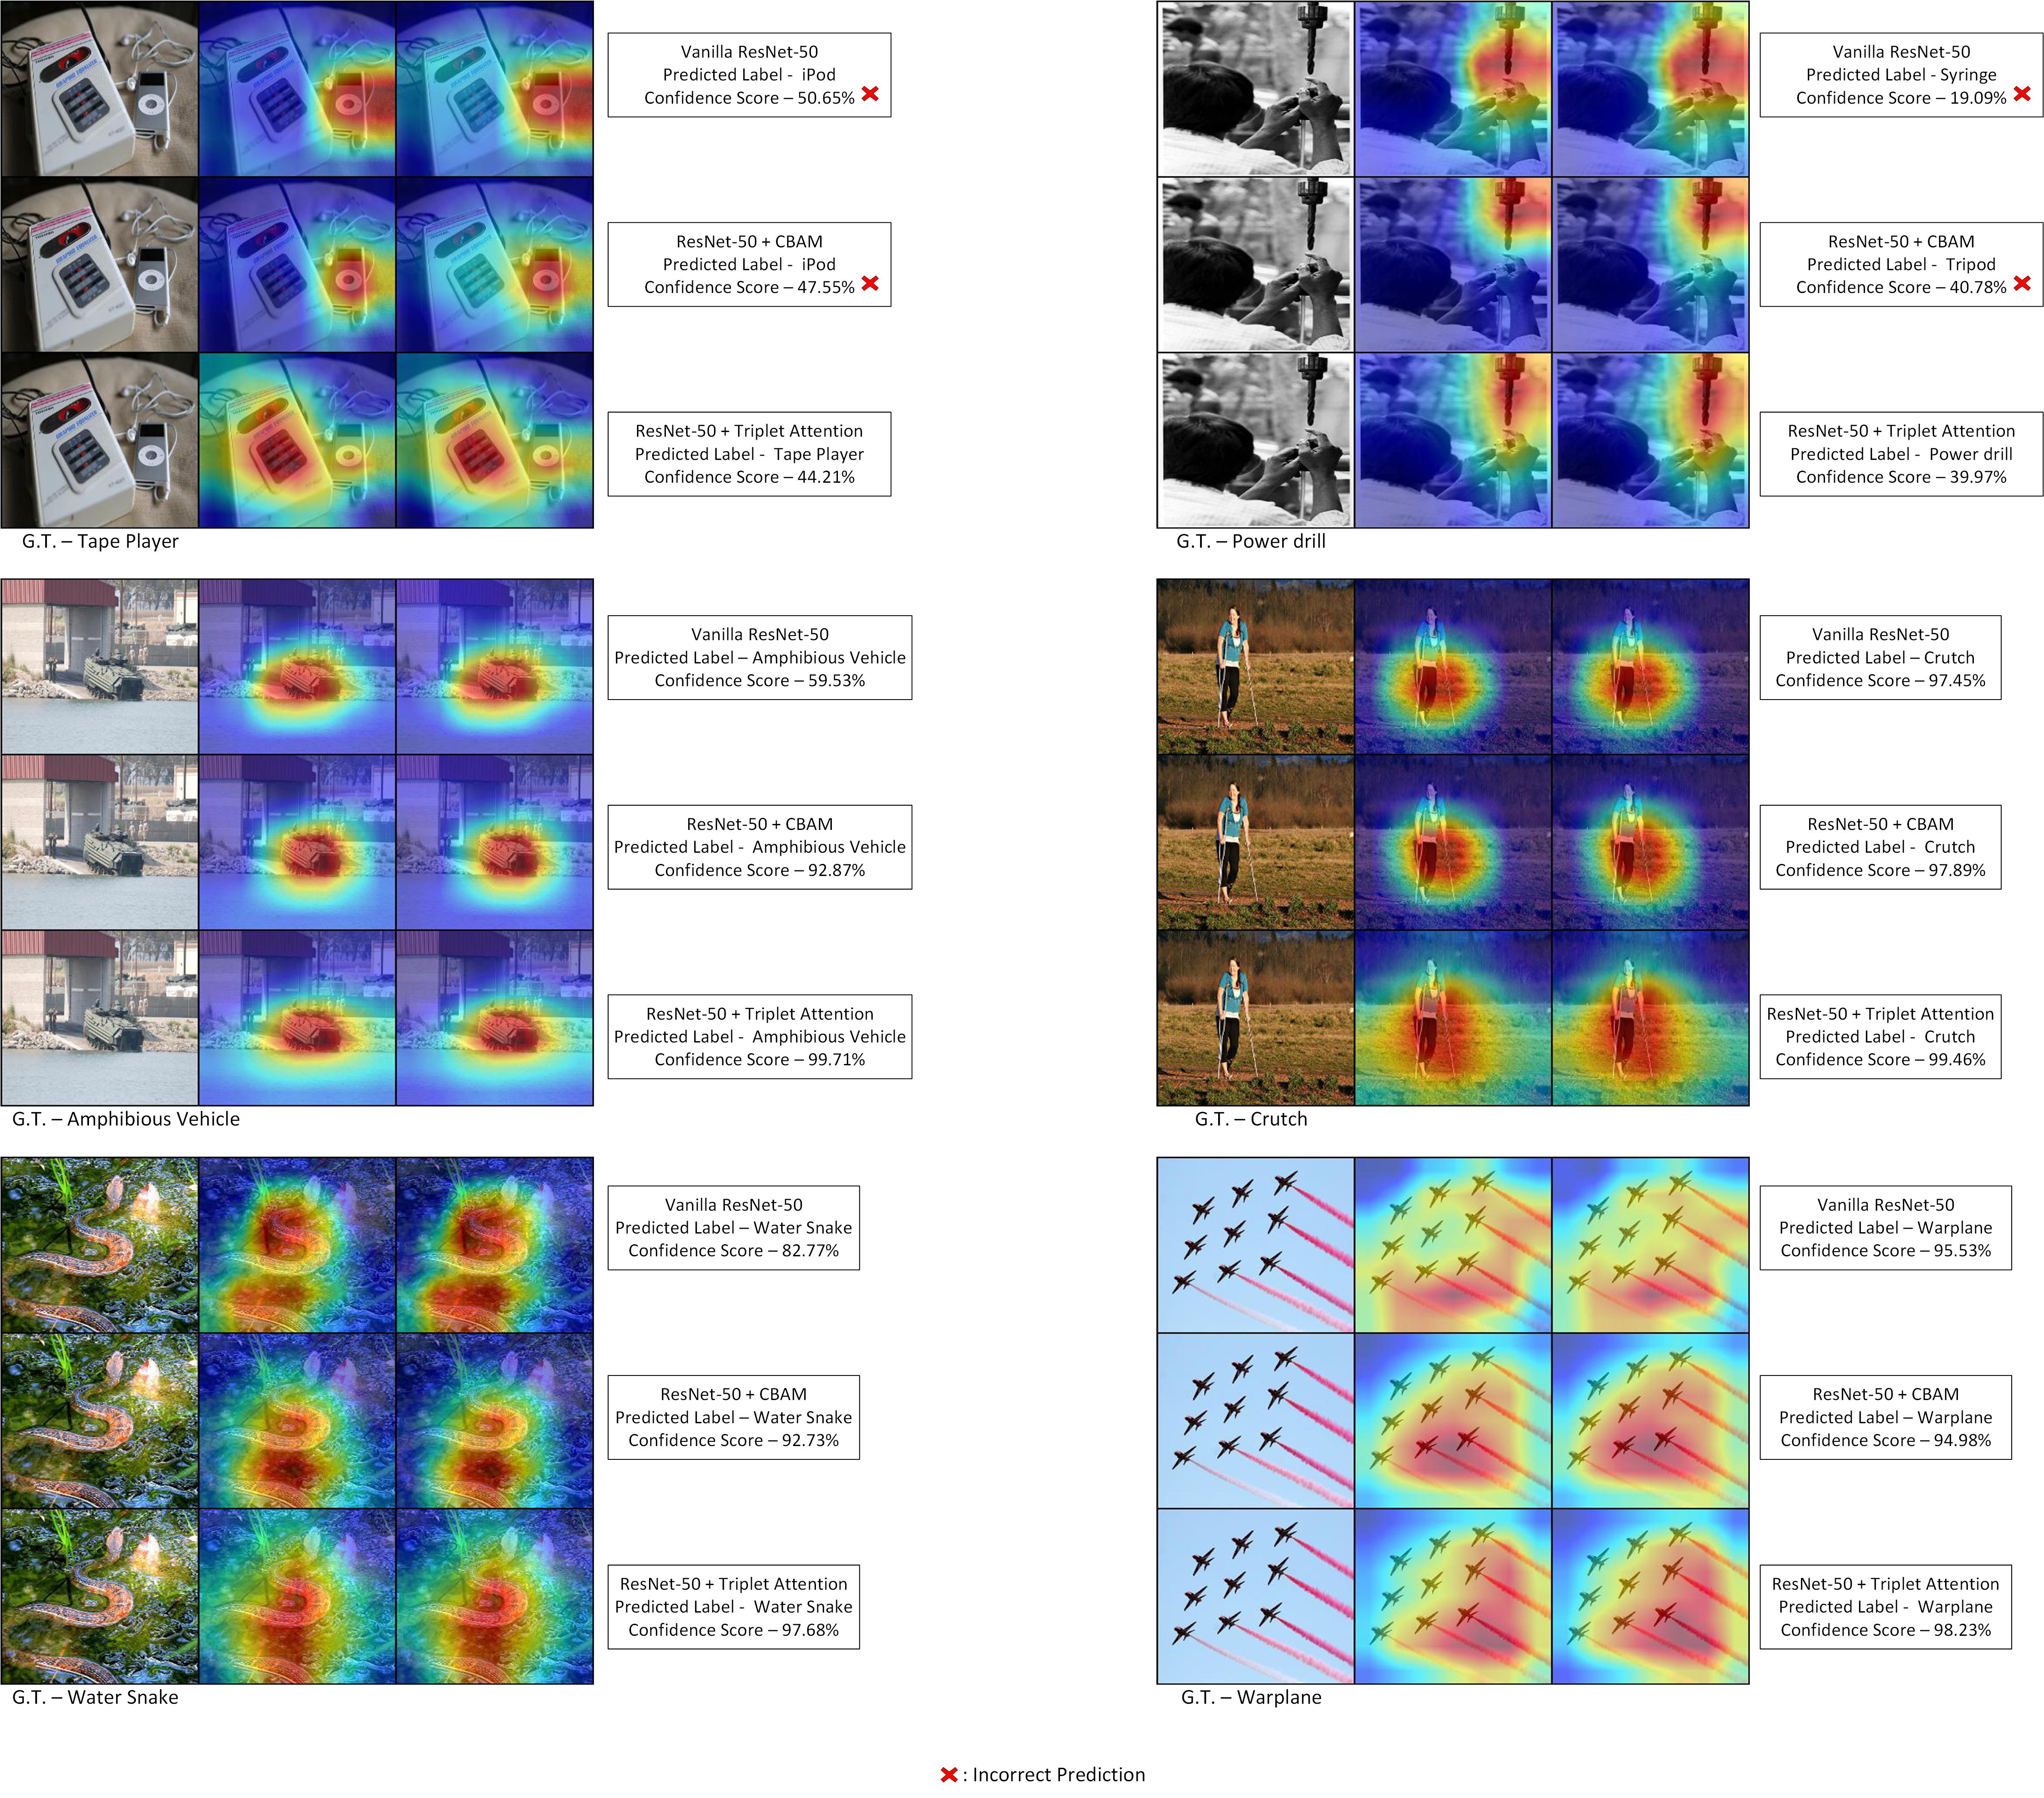 Vanilla ResNet-50
Predicted Label - iPod
Confidence Score – 50.65%
ResNet-50 + CBAM
Predicted Label - iPod
Confidence Score – 47.55%
ResNet-50 + Triplet Attention
Predicted Label - Tape Player
Confidence Score – 44.21%
G.T. – Tape Player
Vanilla ResNet-50
Predicted Label - Syringe
Confidence Score – 19.09%
ResNet-50 + CBAM
Predicted Label - Tripod
Confidence Score – 40.78%
ResNet-50 + Triplet Attention
Predicted Label - Power drill
Confidence Score – 39.97%
G.T. – Power drill
Vanilla ResNet-50
Predicted Label – Amphibious Vehicle
Confidence Score – 59.53%
ResNet-50 + CBAM
Predicted Label - Amphibious Vehicle
Confidence Score – 92.87%
ResNet-50 + Triplet Attention
Predicted Label - Amphibious Vehicle
Confidence Score – 99.71%
G.T. – Amphibious Vehicle
Vanilla ResNet-50
Predicted Label – Crutch
Confidence Score – 97.45%
ResNet-50 + CBAM
Predicted Label - Crutch
Confidence Score – 97.89%
ResNet-50 + Triplet Attention
Predicted Label - Crutch
Confidence Score – 99.46%
G.T. – Crutch
Vanilla ResNet-50
Predicted Label – Water Snake
Confidence Score – 82.77%
ResNet-50 + CBAM
Predicted Label – Water Snake
Confidence Score – 92.73%
ResNet-50 + Triplet Attention
Predicted Label - Water Snake
Confidence Score – 97.68%
G.T. – Water Snake
Vanilla ResNet-50
Predicted Label – Warplane
Confidence Score – 95.53%
ResNet-50 + CBAM
Predicted Label – Warplane
Confidence Score – 94.98%
ResNet-50 + Triplet Attention
Predicted Label - Warplane
Confidence Score – 98.23%
G.T. – Warplane
: Incorrect Prediction